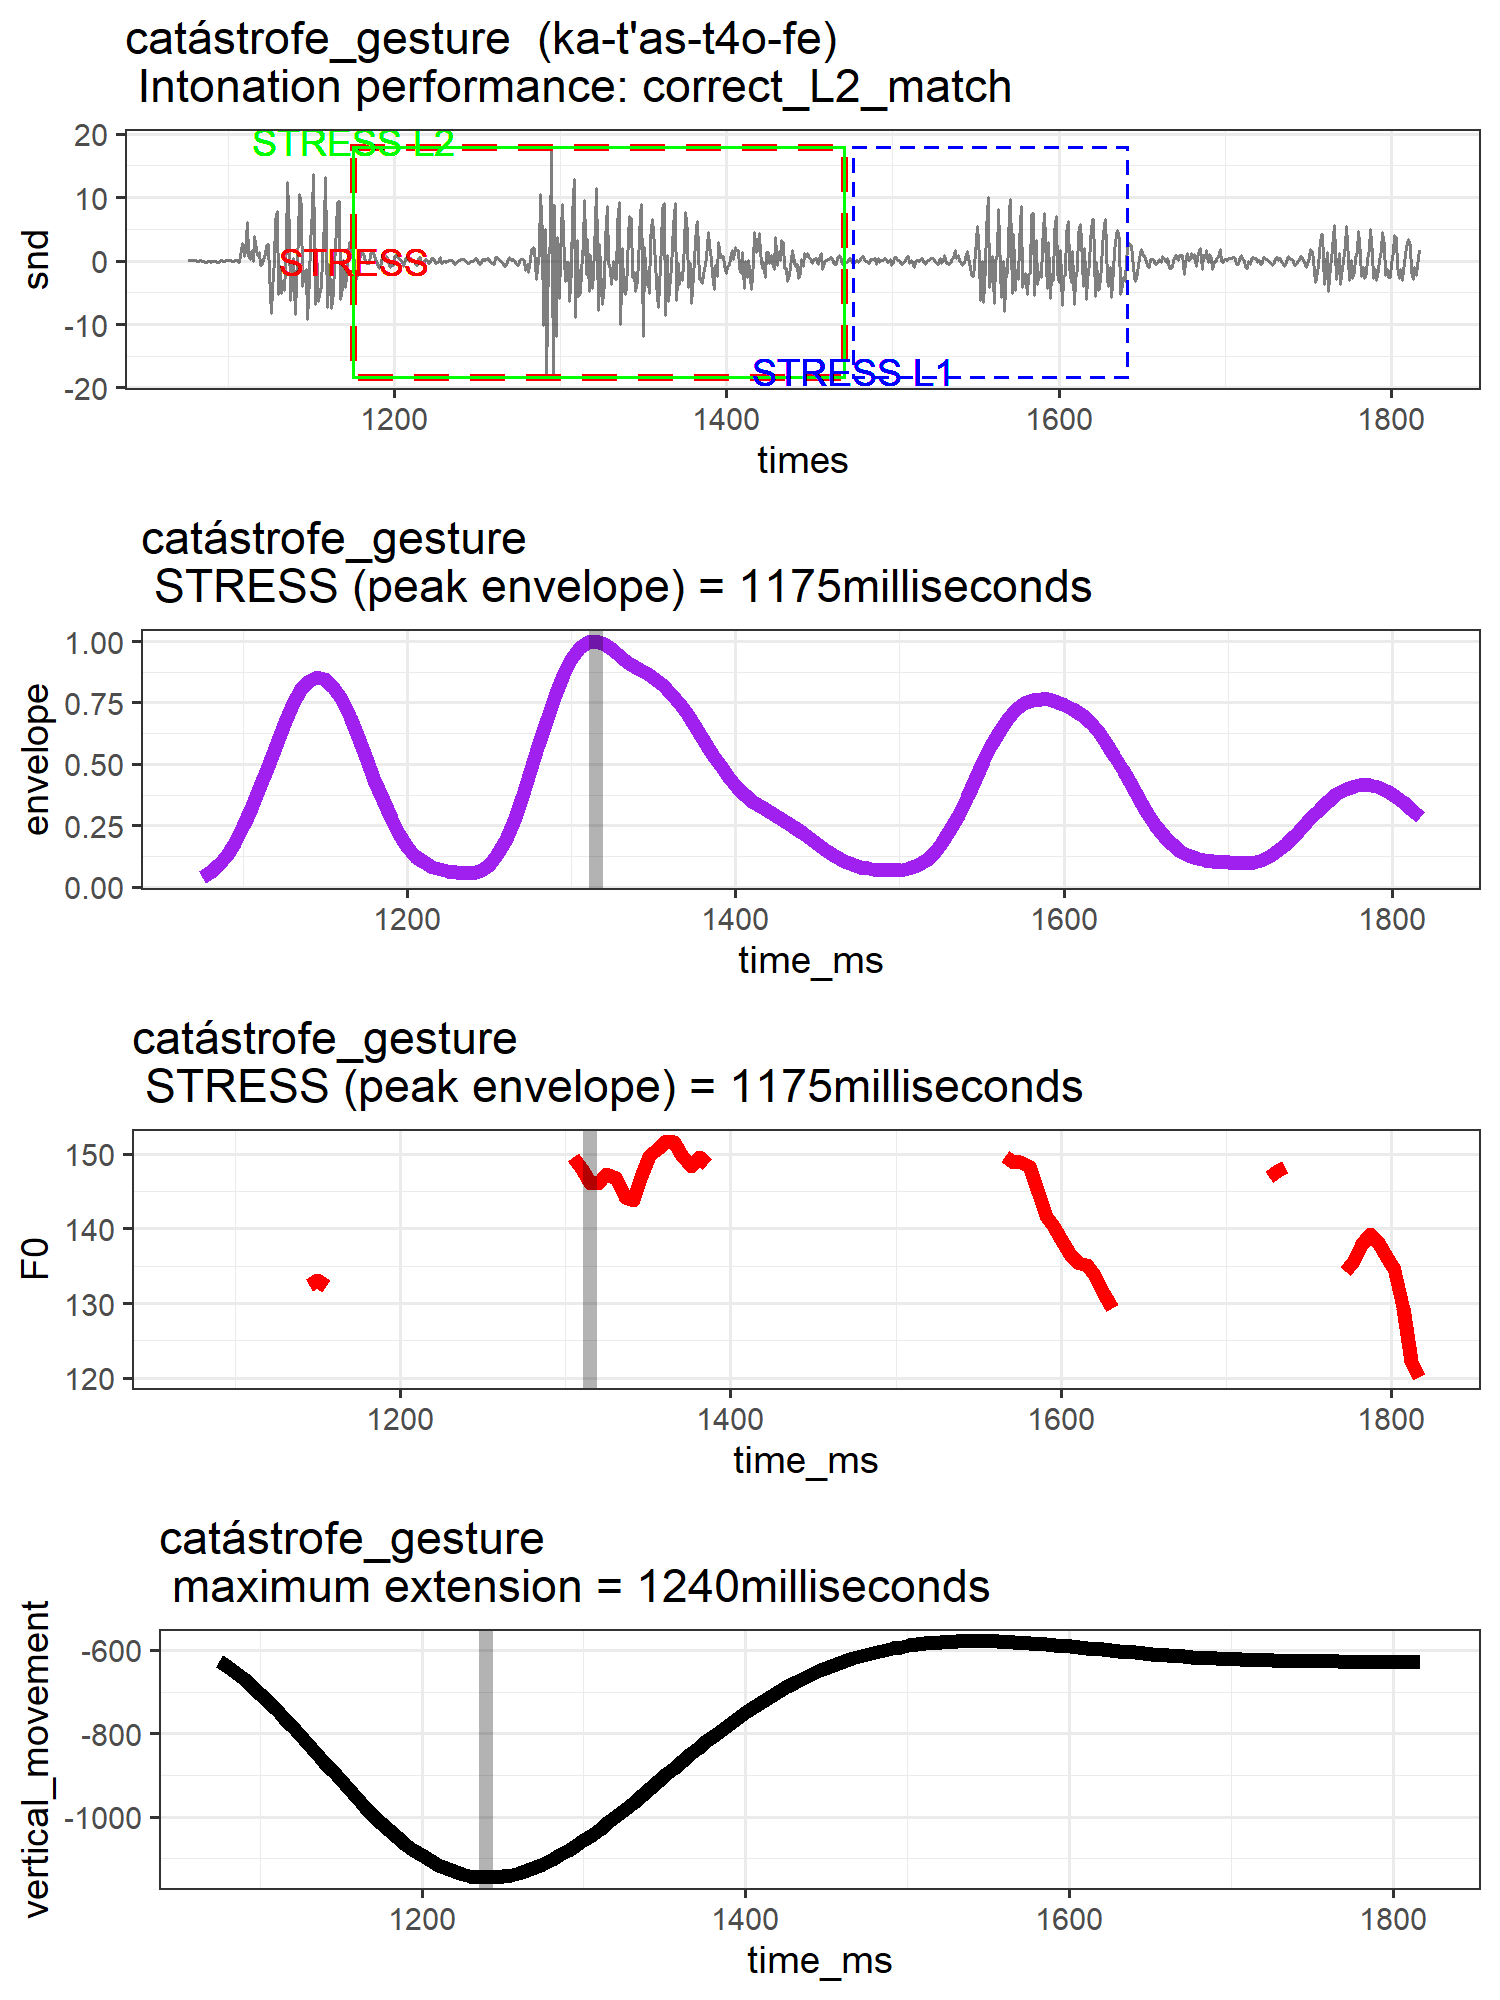 catástrofe_gesture  (ka-t'as-t4o-fe)
Intonation performance: correct_L2_match
20
10
0
-10
-20
snd
STRESS L2
STRESS
STRESS L1
1200
1400
1600
1800
times
catástrofe_gesture
STRESS (peak envelope) = 1175milliseconds
1.00
0.75
0.50
0.25
0.00
envelope
1200
1400
1600
1800
time_ms
catástrofe_gesture
STRESS (peak envelope) = 1175milliseconds
150
140
130
120
F0
1200
1400
1600
1800
time_ms
catástrofe_gesture
maximum extension = 1240milliseconds
-600
-800
-1000
vertical_movement
1200
1400
1600
1800
time_ms